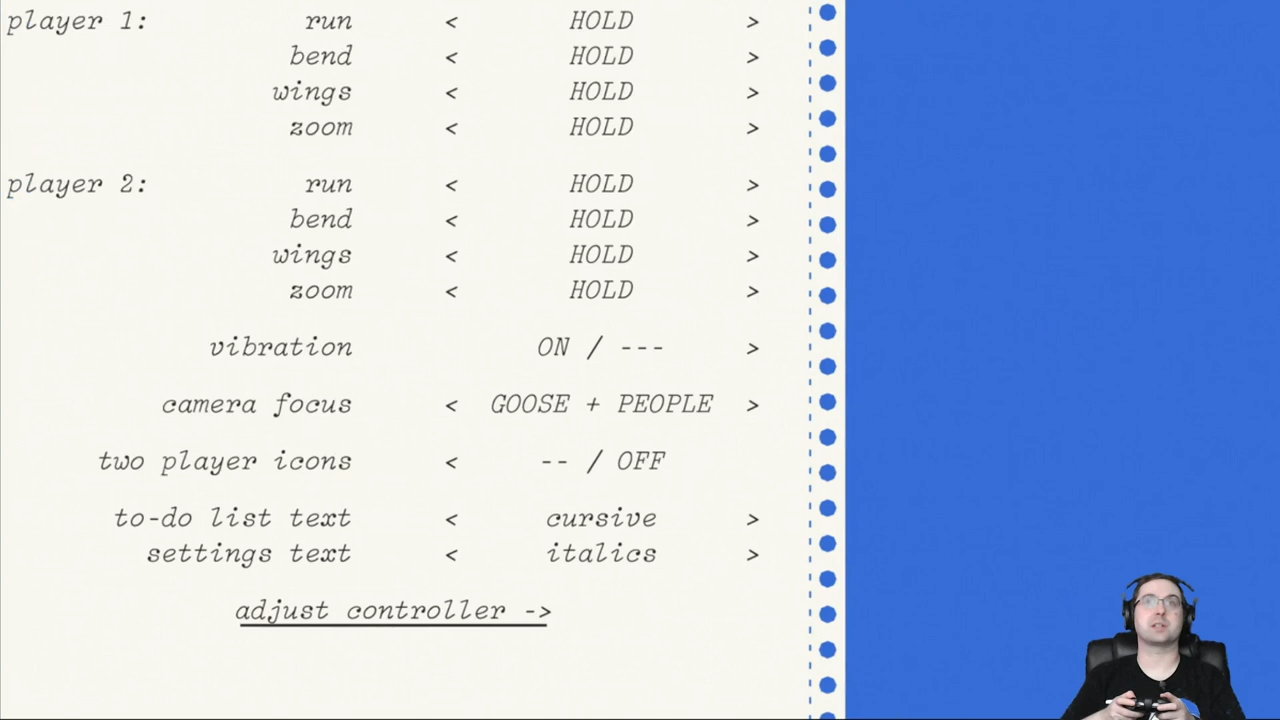 player 1: run < HOLD >
bend < HOLD >
wings < HOLD >
zoom < HOLD >
player 2: run < HOLD >
bend < HOLD >
wings < HOLD >
zoom < HOLD >
vibration ON / --- >
camera focus < GOOSE + PEOPLE >
two player icons < -- / OFF
to-do list text < cursive >
settings text < italics >
adjust controller ->